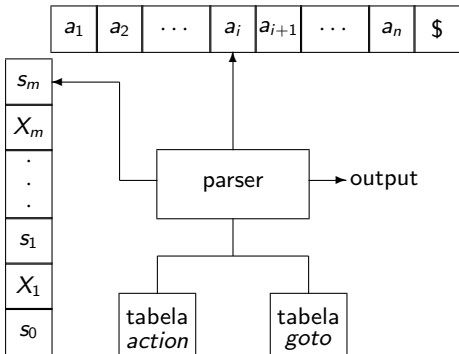 a₁ a₂ ··· aᵢ aᵢ₊₁ ··· aₙ $
sₘ
Xₘ
·
·
·
s₁
X₁
s₀
parser
output
tabela
action
tabela
goto